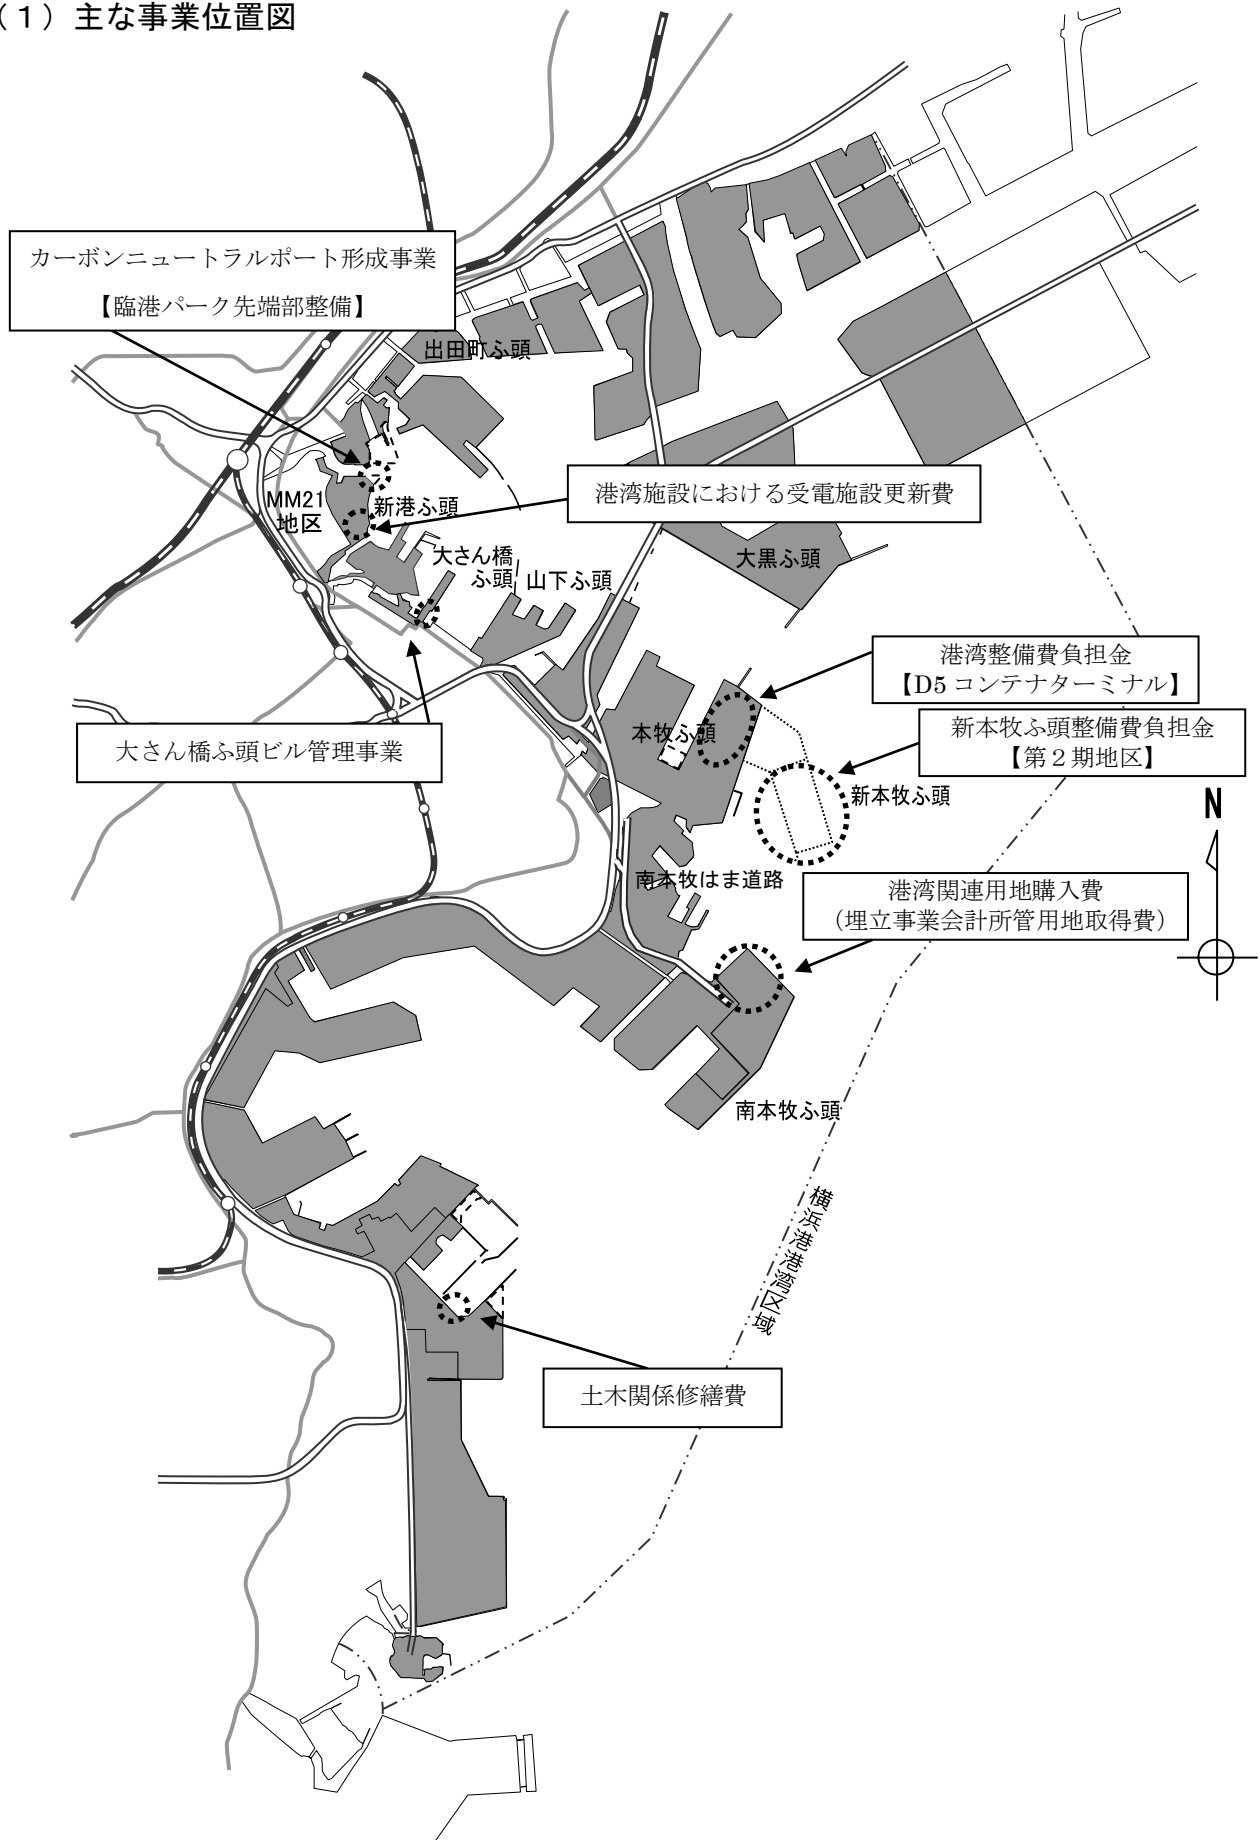 （１）主な事業位置図
カーボンニュートラルポート形成事業
【臨港パーク先端部整備】
出田町ふ頭
港湾施設における受電施設更新費
MM21
地区
新港ふ頭
大さん橋
ふ頭
山下ふ頭
大黒ふ頭
港湾整備費負担金
【D5 コンテナターミナル】
新本牧ふ頭整備費負担金
【第２期地区】
大さん橋ふ頭ビル管理事業
本牧ふ頭
新本牧ふ頭
N
南本牧はま道路
港湾関連用地購入費
（埋立事業会計所管用地取得費）
南本牧ふ頭
横浜港港湾区域
土木関係修繕費